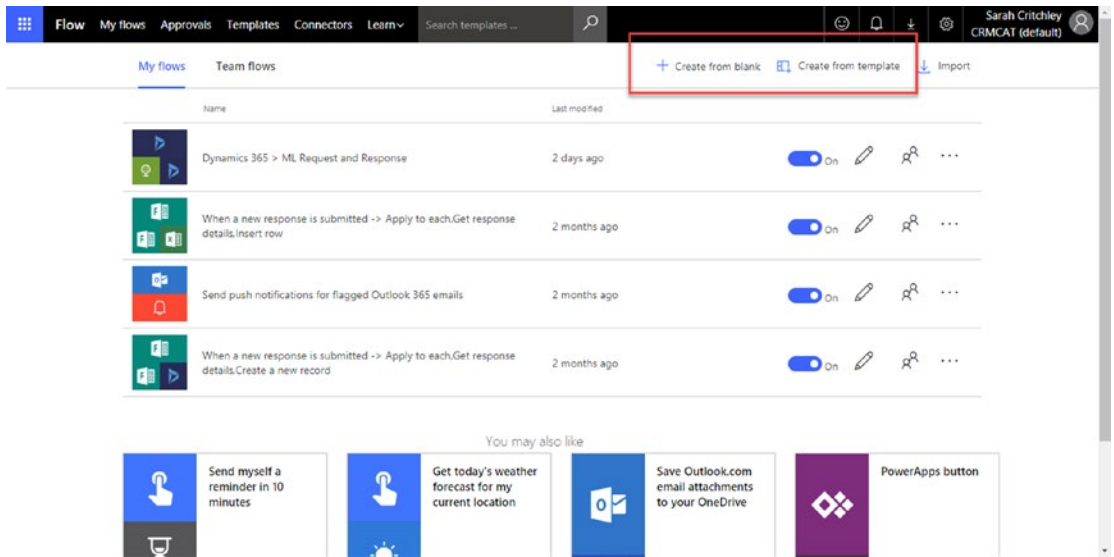 Flow My flows Approvals Templates Connectors Learn Search templates ... Sarah Critchley
CRMCAT (default)
My flows Team flows Create from blank Create from template Import
Name Last modified
Dynamics 365 > ML Request and Response 2 days ago On
When a new response is submitted -> Apply to each.Get response
details.Insert row 2 months ago On
Send push notifications for flagged Outlook 365 emails 2 months ago On
When a new response is submitted -> Apply to each.Get response
details.Create a new record 2 months ago On
You may also like
Send myself a
reminder in 10
minutes
Get today's weather
forecast for my
current location
Save Outlook.com
email attachments
to your OneDrive
PowerApps button